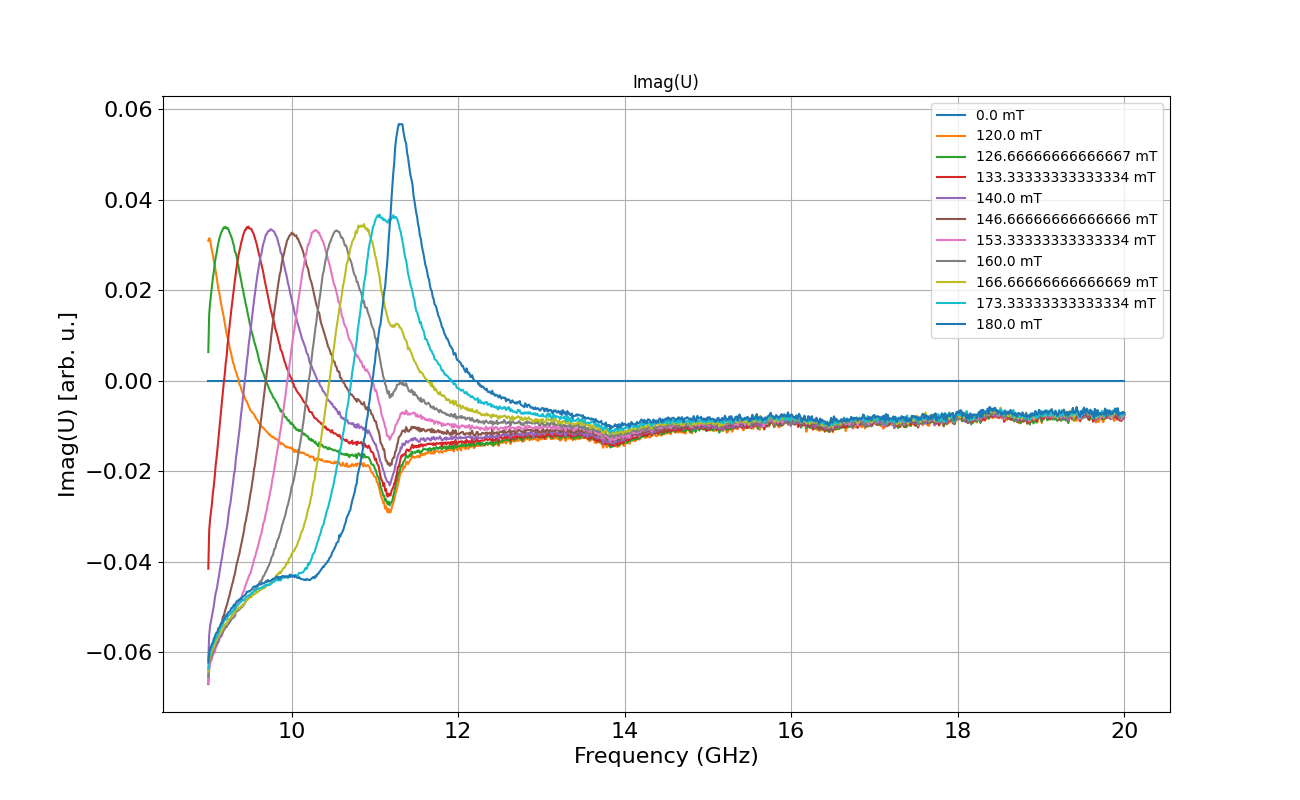 Imag(U)
0.06
0.04
0.02
0.00
−0.02
−0.04
−0.06
Imag(U) [arb. u.]
0.0 mT
120.0 mT
126.66666666666667 mT
133.33333333333334 mT
140.0 mT
146.66666666666666 mT
153.33333333333334 mT
160.0 mT
166.66666666666669 mT
173.33333333333334 mT
180.0 mT
10 12 14 16 18 20
Frequency (GHz)